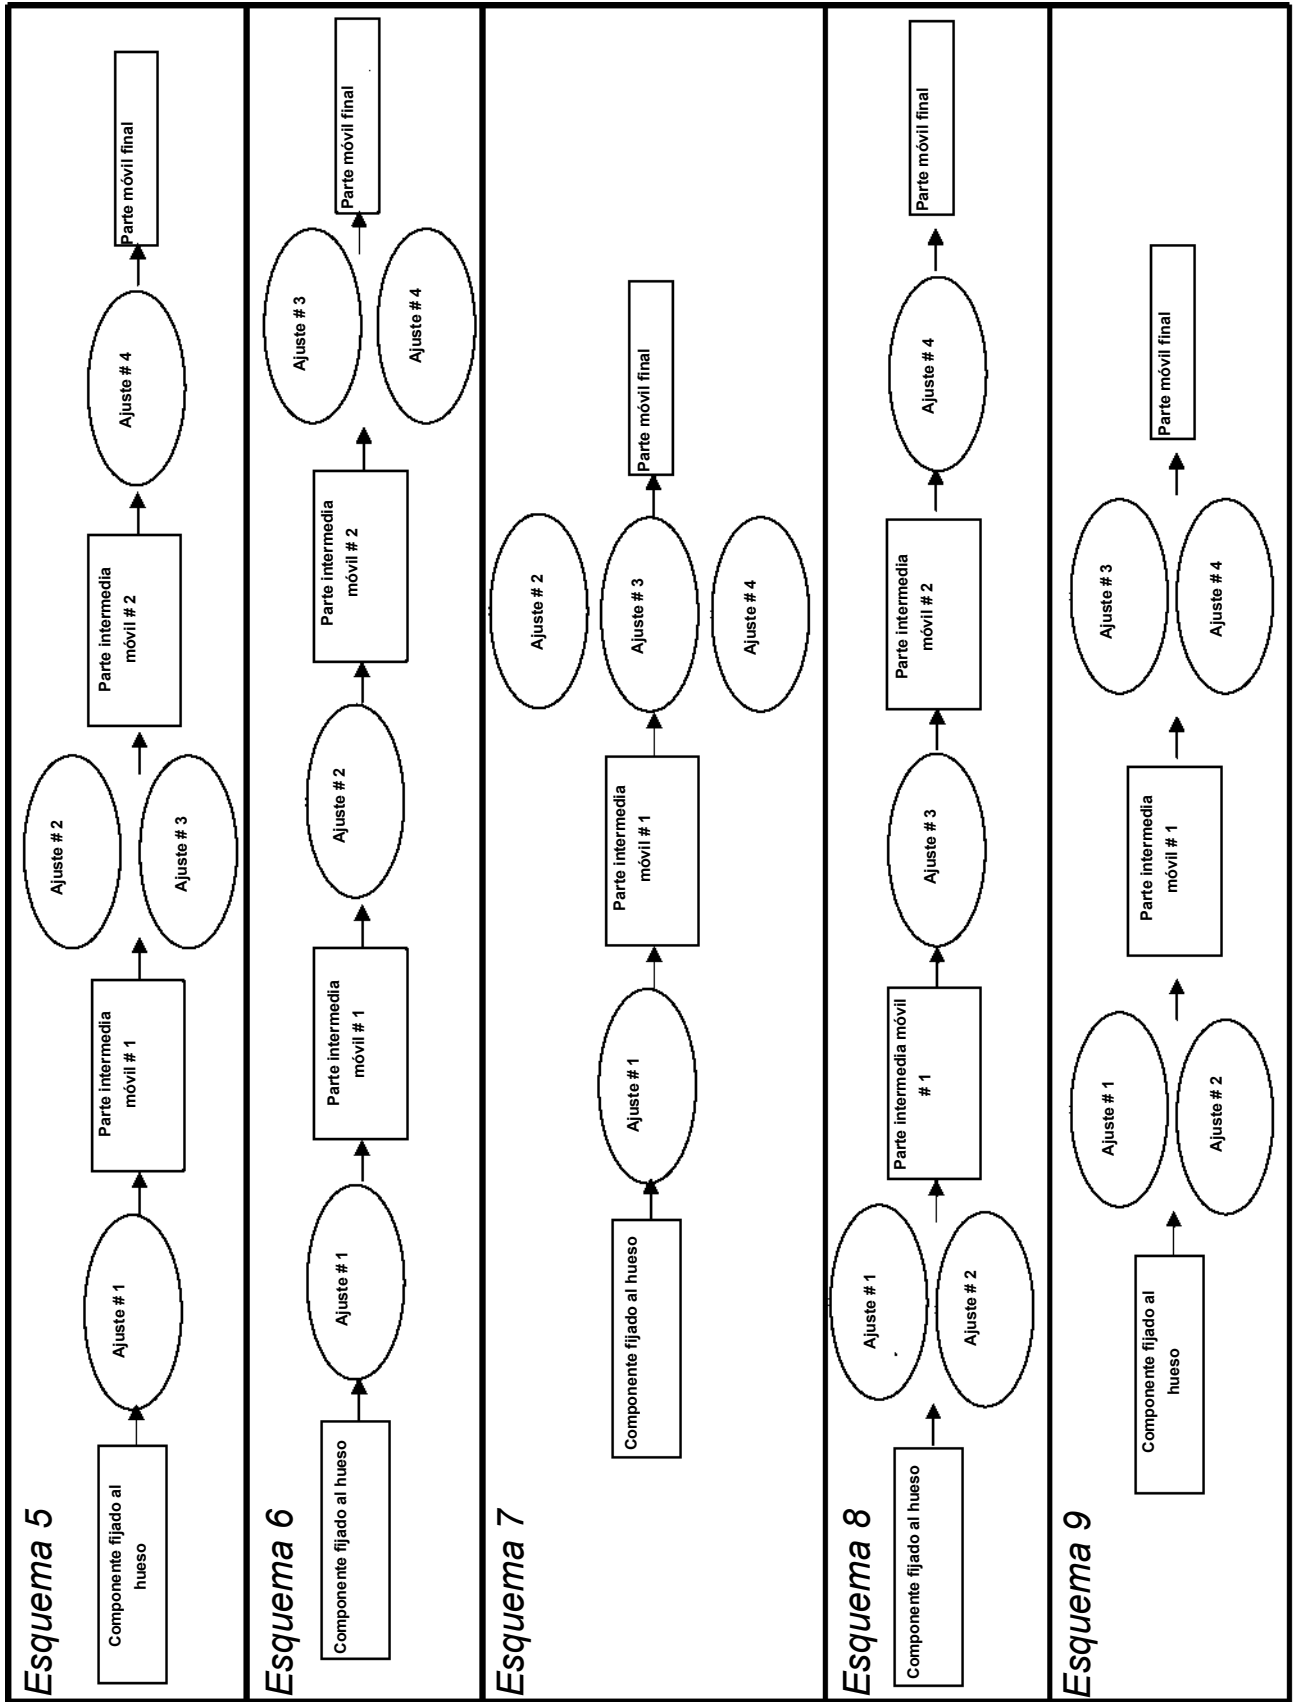 Esquema 5
Componente fijado al
hueso
Ajuste # 1
Parte intermedia
móvil # 1
Ajuste # 2
Ajuste # 3
Parte intermedia
móvil # 2
Ajuste # 4
Parte móvil final
Esquema 6
Componente fijado al hueso
Ajuste # 1
Parte intermedia
móvil # 1
Ajuste # 2
Parte intermedia
móvil # 2
Ajuste # 3
Ajuste # 4
Parte móvil final
Esquema 7
Componente fijado al hueso
Ajuste # 1
Parte intermedia
móvil # 1
Ajuste # 2
Ajuste # 3
Ajuste # 4
Parte móvil final
Esquema 8
Componente fijado al hueso
Ajuste # 1
Ajuste # 2
Parte intermedia móvil
# 1
Ajuste # 3
Parte intermedia
móvil # 2
Ajuste # 4
Parte móvil final
Esquema 9
Componente fijado al
hueso
Ajuste # 1
Ajuste # 2
Parte intermedia
móvil # 1
Ajuste # 3
Ajuste # 4
Parte móvil final